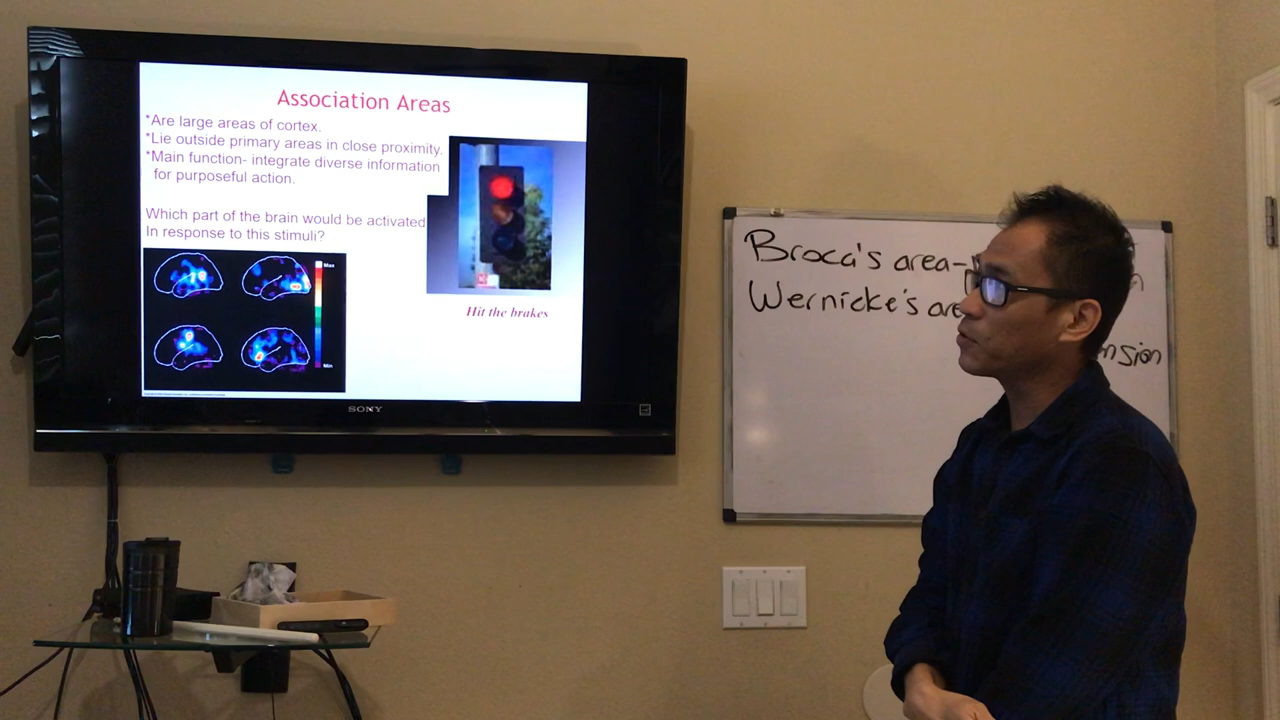 Association Areas
*Are large areas of cortex.
*Lie outside primary areas in close proximity.
*Main function- integrate diverse information
for purposeful action.
Which part of the brain would be activated
In response to this stimuli?
Max
Min
Hit the brakes
SONY
Broca's area-
Wernicke's are
nsion